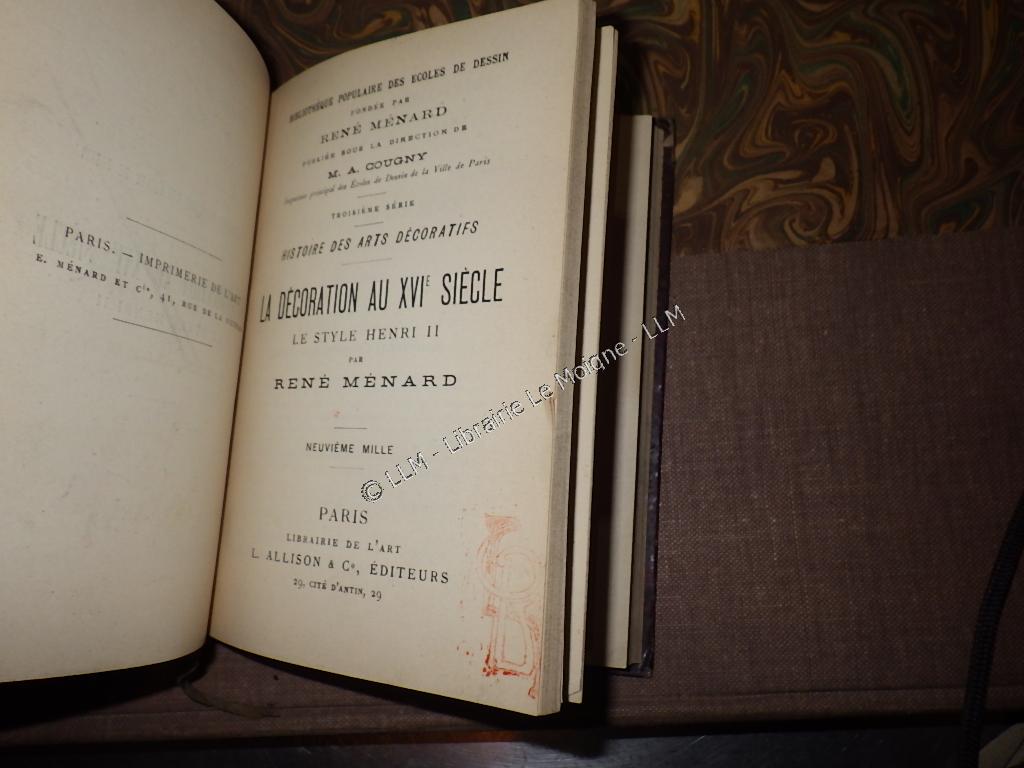 PARIS. — IMPRIMERIE DE L'ART
E. MÉNARD ET Cie, 41, RUE DE LA
BIBLIOTHÈQUE POPULAIRE DES ECOLES DE DESSIN
FONDÉE PAR
RENÉ MÉNARD
PUBLIÉE SOUS LA DIRECTION DE
M. A. COUGNY
Inspecteur principal des Écoles de Dessin de la Ville de Paris
TROISIÈME SÉRIE
HISTOIRE DES ARTS DÉCORATIFS
LA DÉCORATION AU XVIE SIÈCLE
LE STYLE HENRI II
PAR
RENÉ MÉNARD
NEUVIÈME MILLE
PARIS
LIBRAIRIE DE L'ART
L. ALLISON & Co, ÉDITEURS
29, CITÉ D'ANTIN, 29
© LLM - Librairie Le Moigne - LLM